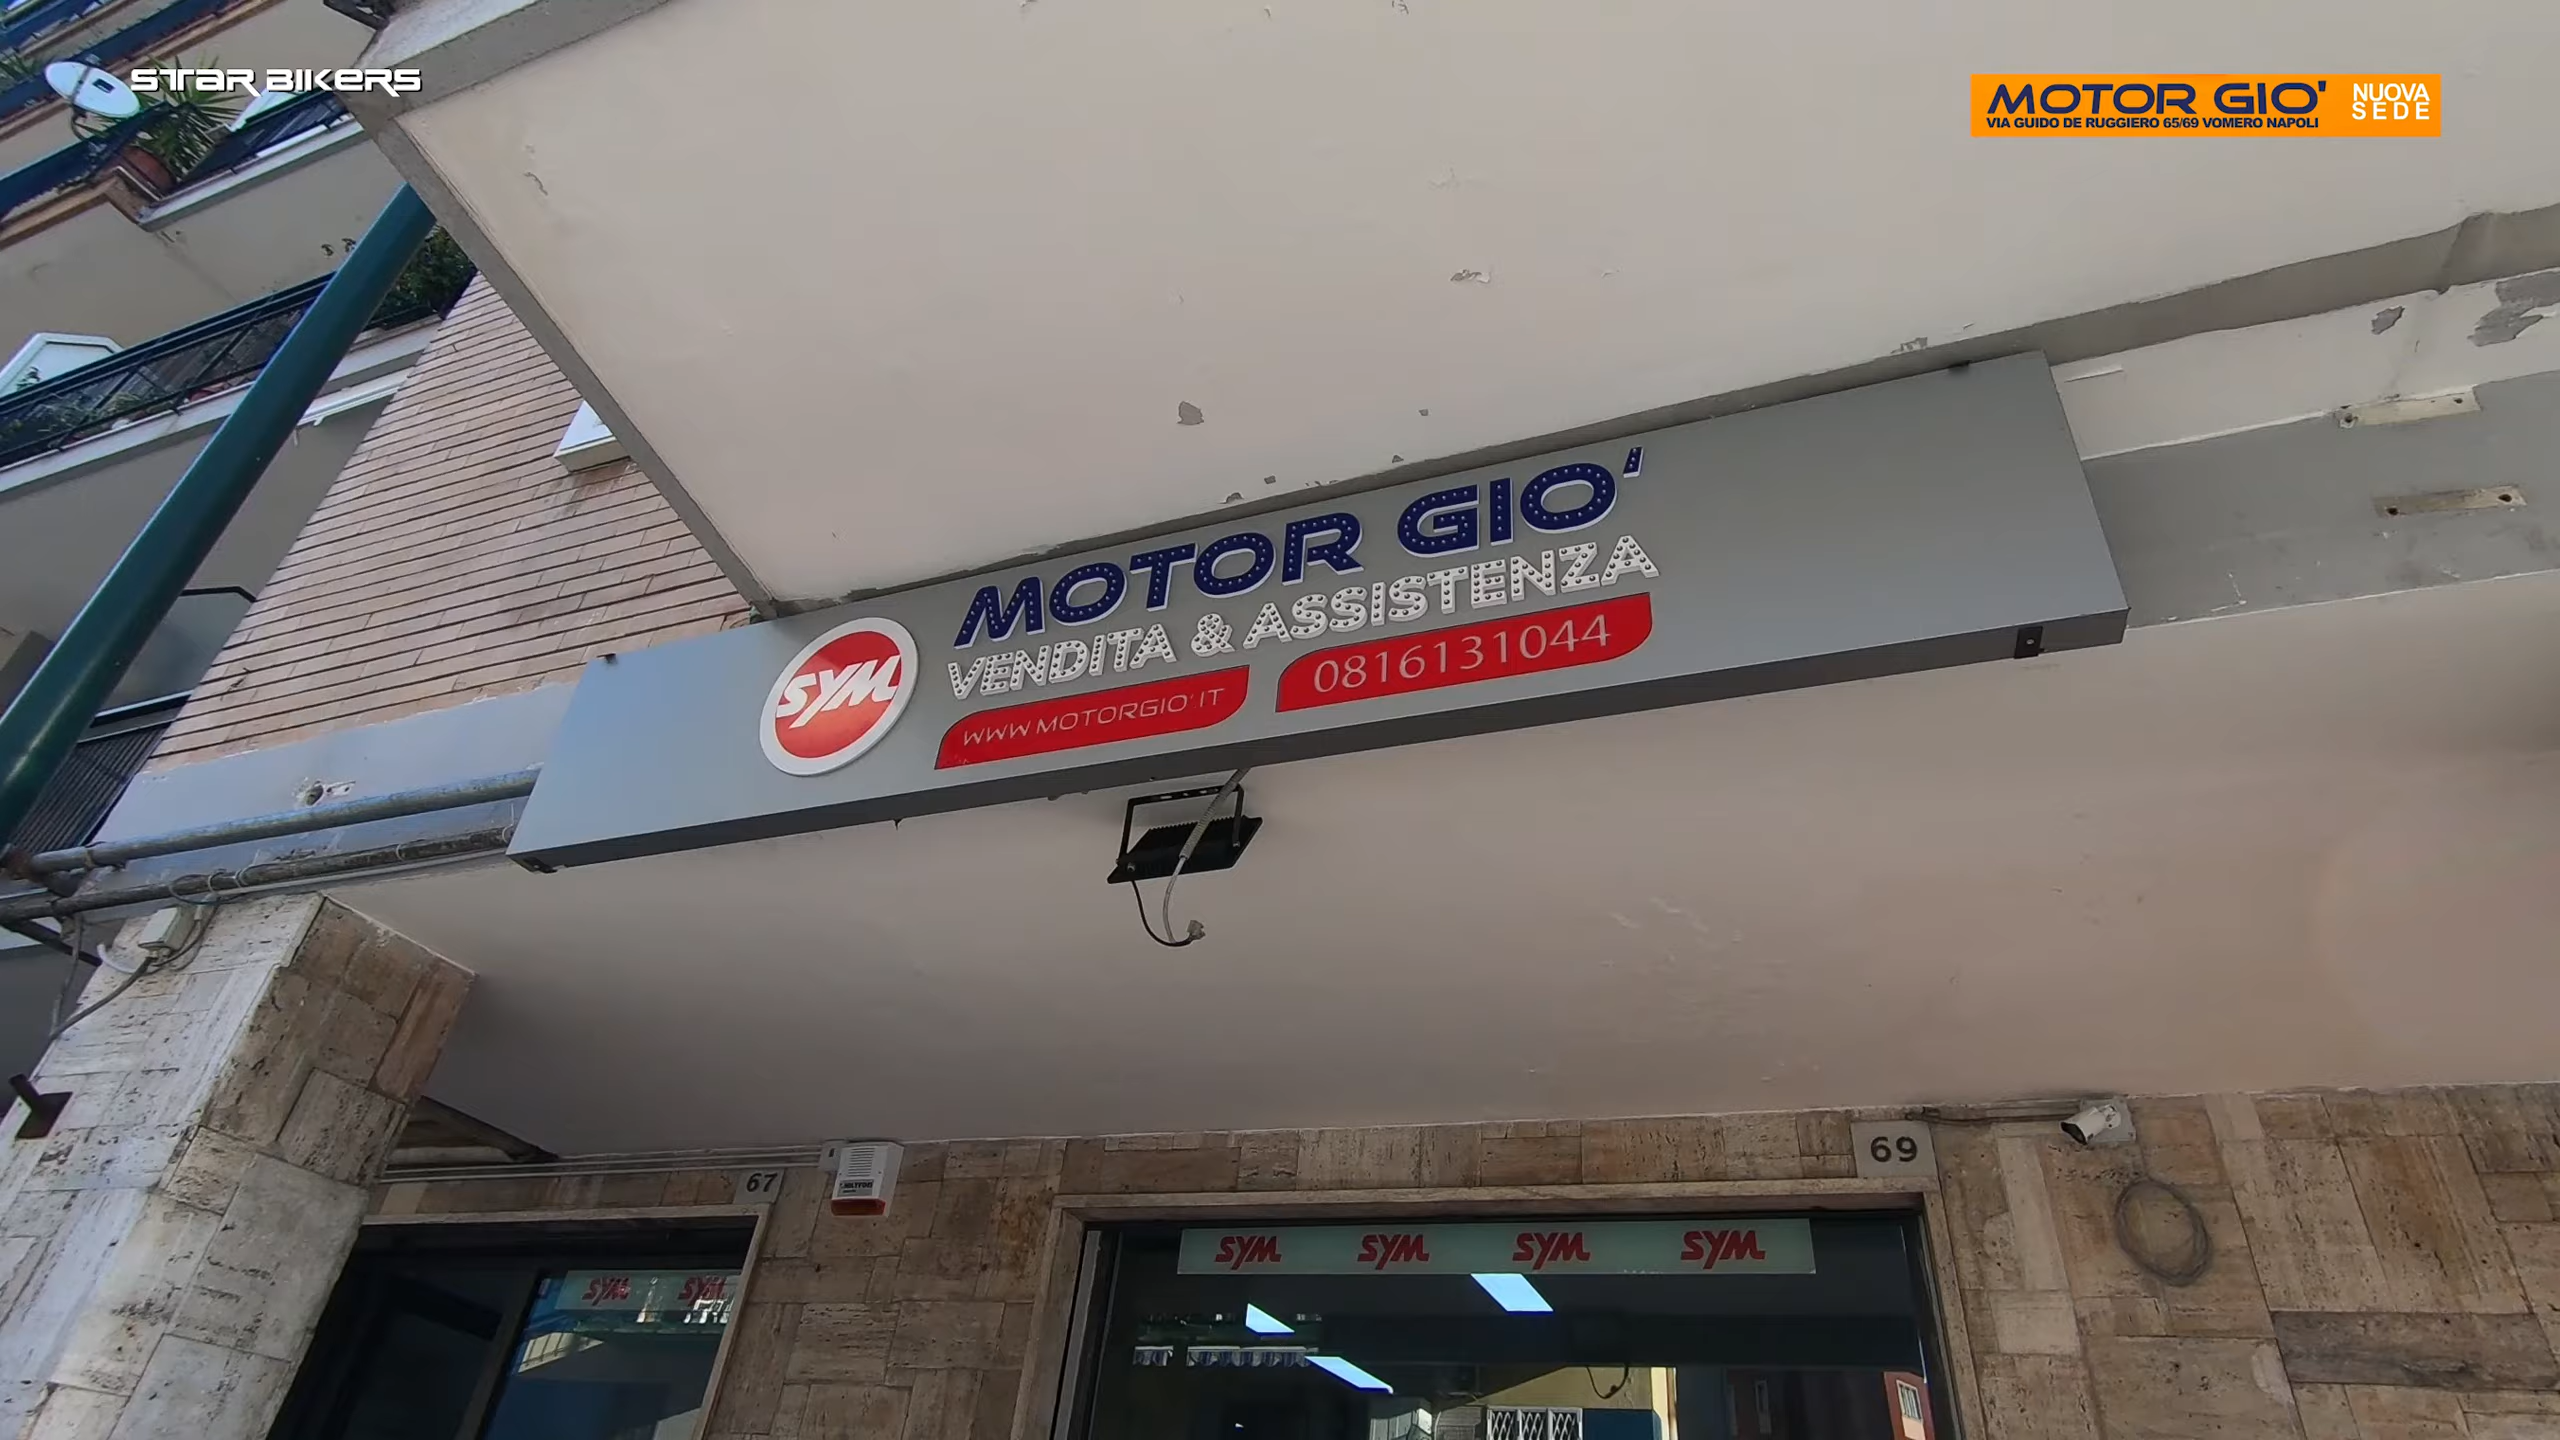 STAR BIKERS
MOTOR GIO'
VIA GUIDO DE RUGGIERO 65/69 VOMERO NAPOLI
NUOVA
SEDE
MOTOR GIO'
VENDITA & ASSISTENZA
SYM
WWW.MOTORGIO'.IT
0816131044
67
69
SYM SYM SYM SYM
SYM SYM